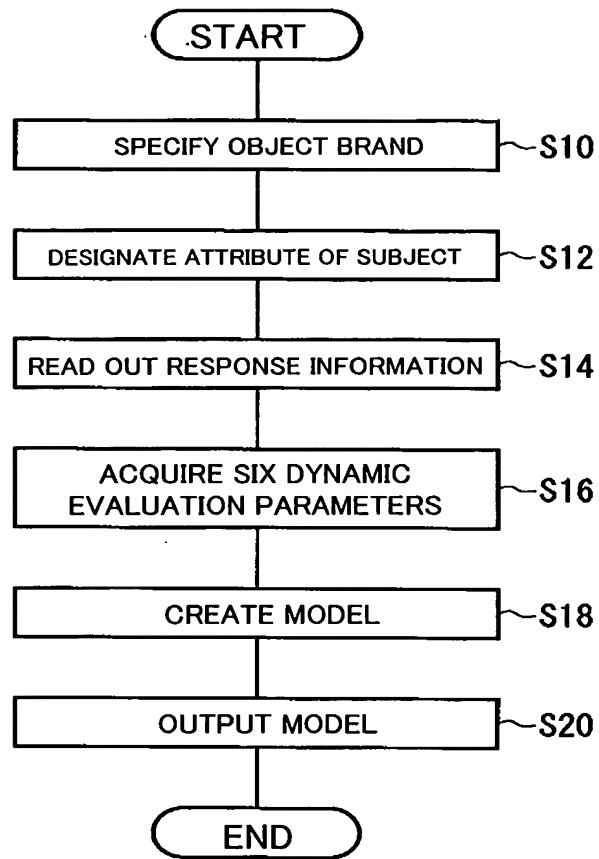 START
SPECIFY OBJECT BRAND
S10
DESIGNATE ATTRIBUTE OF SUBJECT
S12
READ OUT RESPONSE INFORMATION
S14
ACQUIRE SIX DYNAMIC
EVALUATION PARAMETERS
S16
CREATE MODEL
S18
OUTPUT MODEL
S20
END